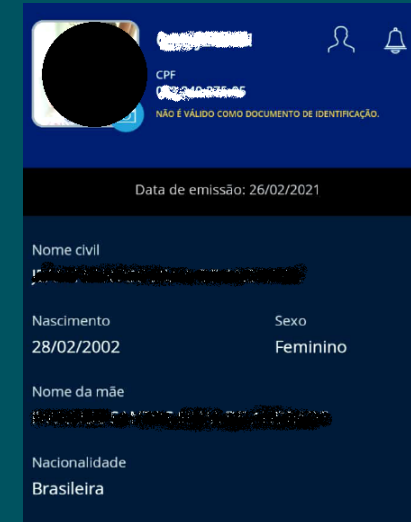 CPF
NÃO É VÁLIDO COMO DOCUMENTO DE IDENTIFICAÇÃO.
Data de emissão: 26/02/2021
Nome civil
Nascimento
Sexo
28/02/2002
Feminino
Nome da mãe
Nacionalidade
Brasileira